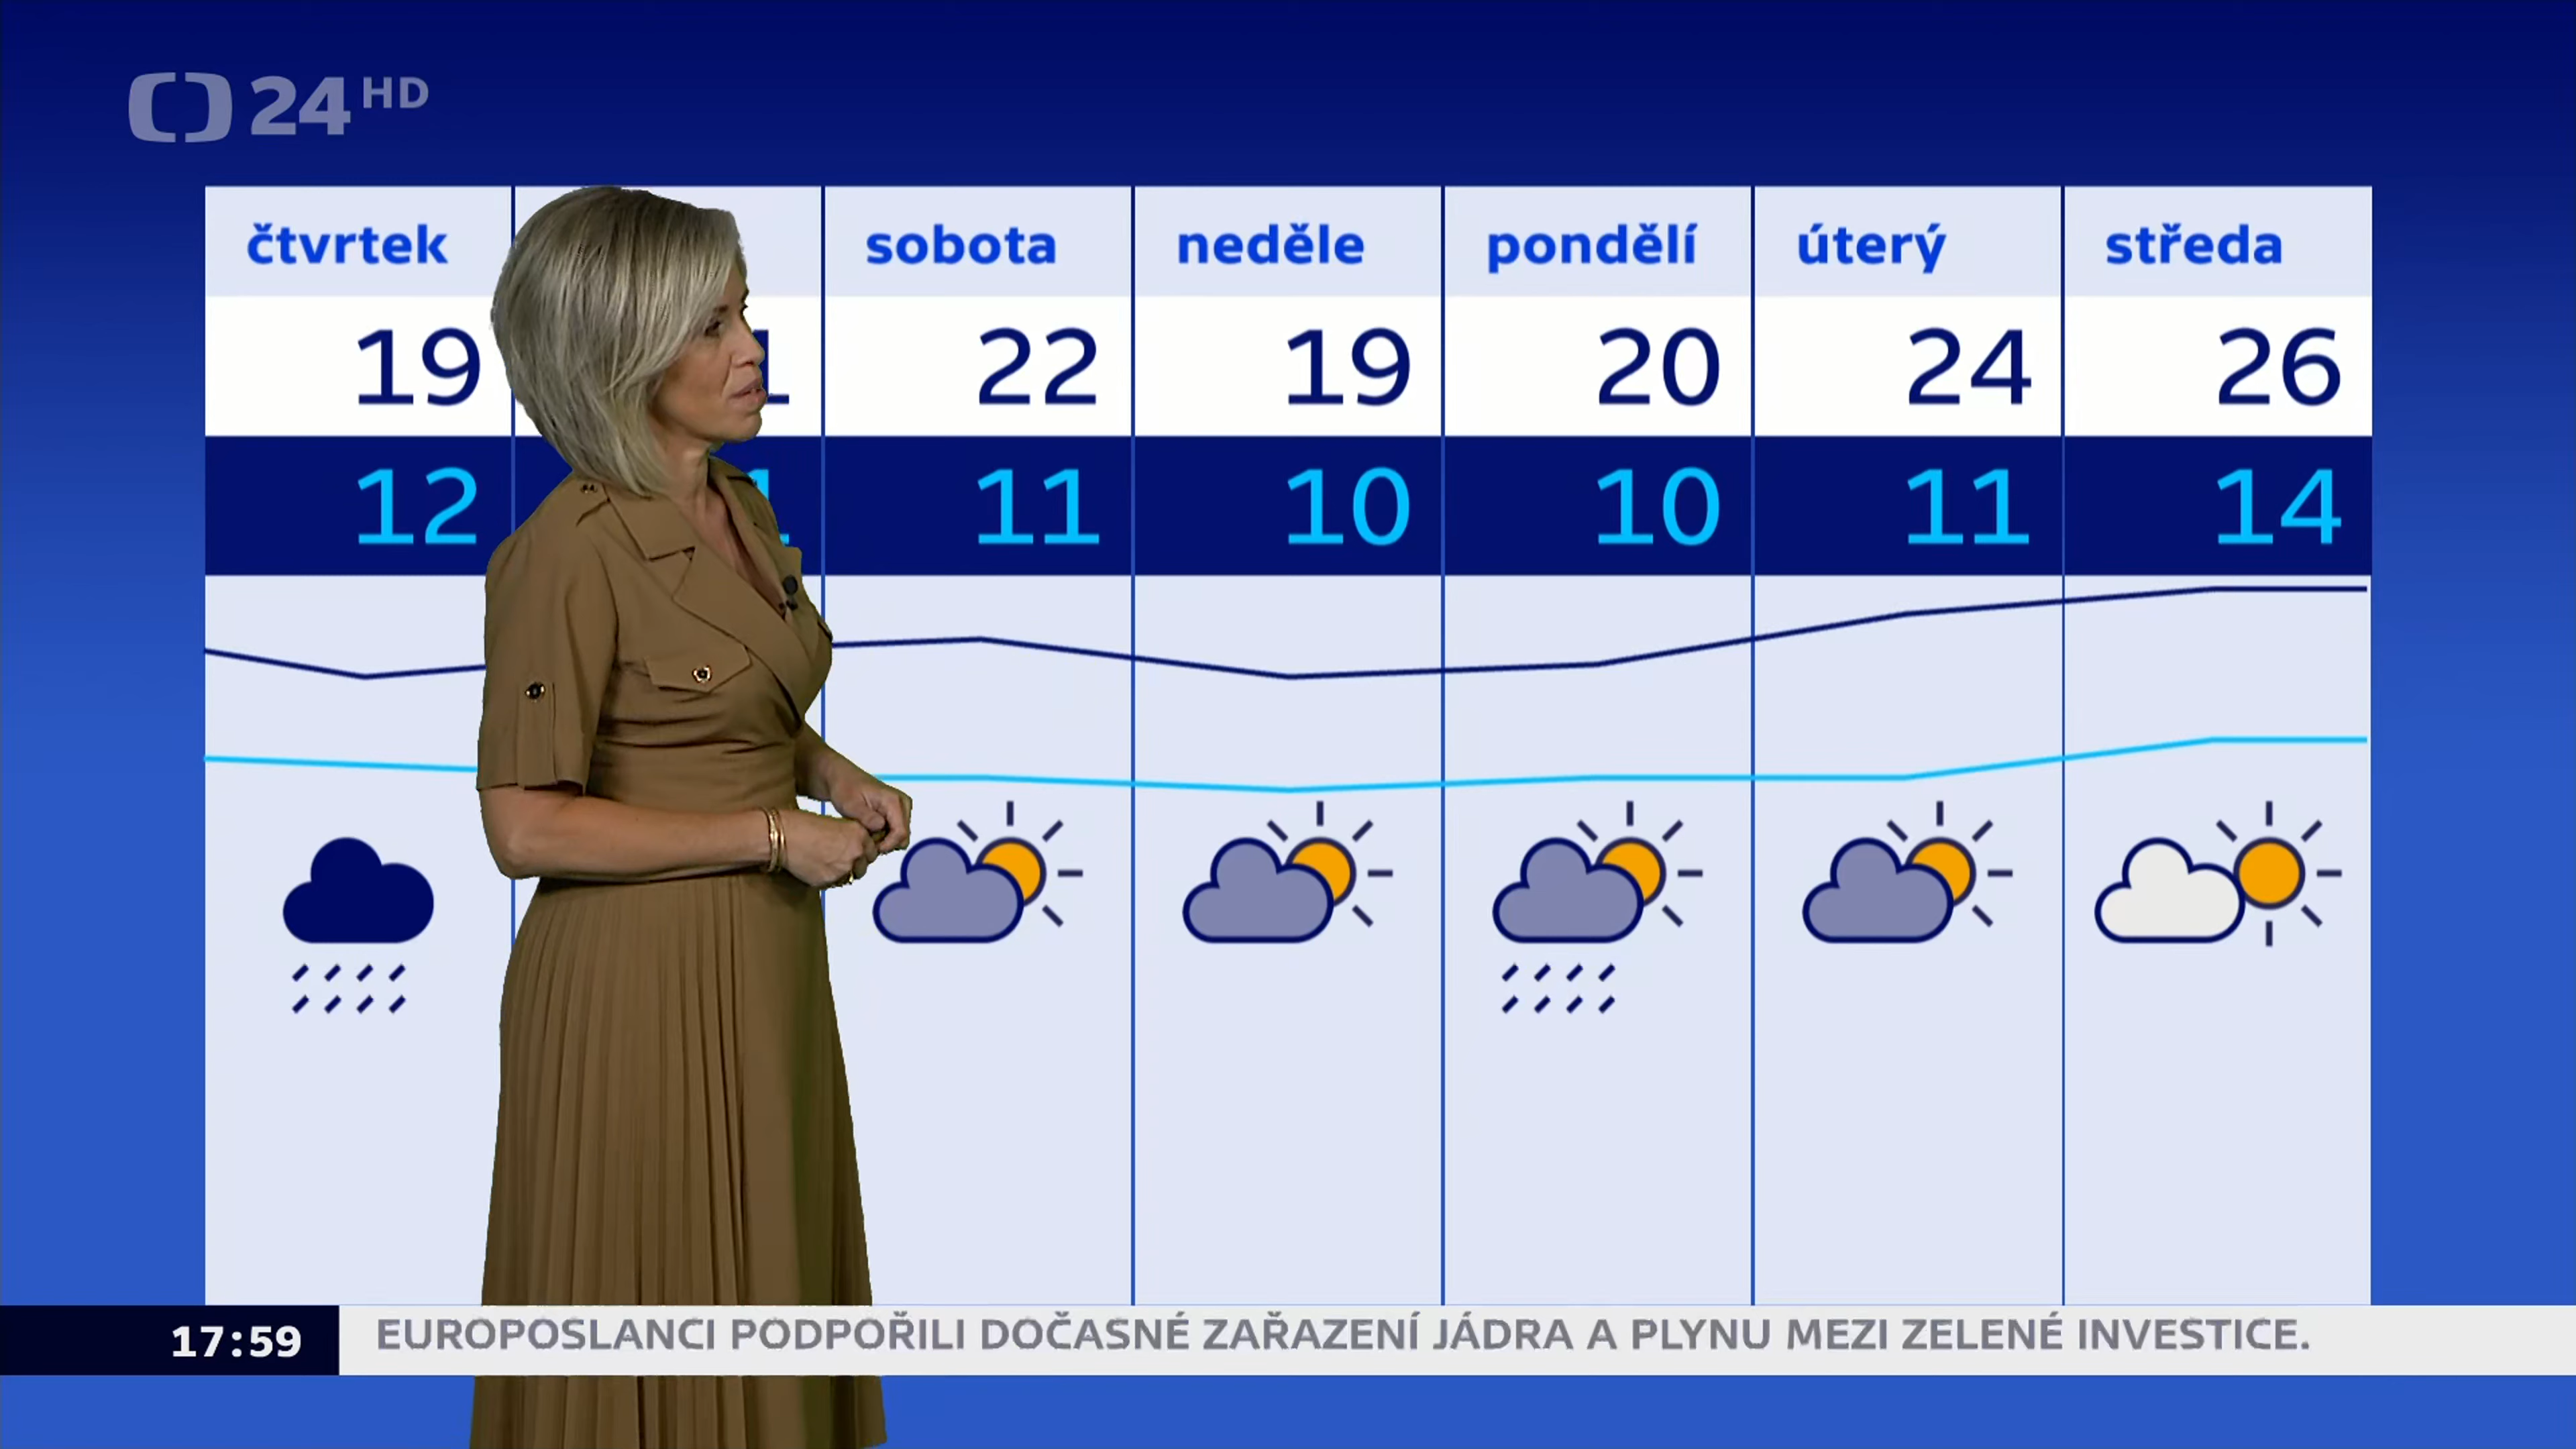 24 HD
čtvrtek sobota neděle pondělí úterý středa
19 22 19 20 24 26
12 11 10 10 11 14
17:59 EUROPOSLANCI PODPOŘILI DOČASNÉ ZAŘAZENÍ JÁDRA A PLYNU MEZI ZELENÉ INVESTICE.